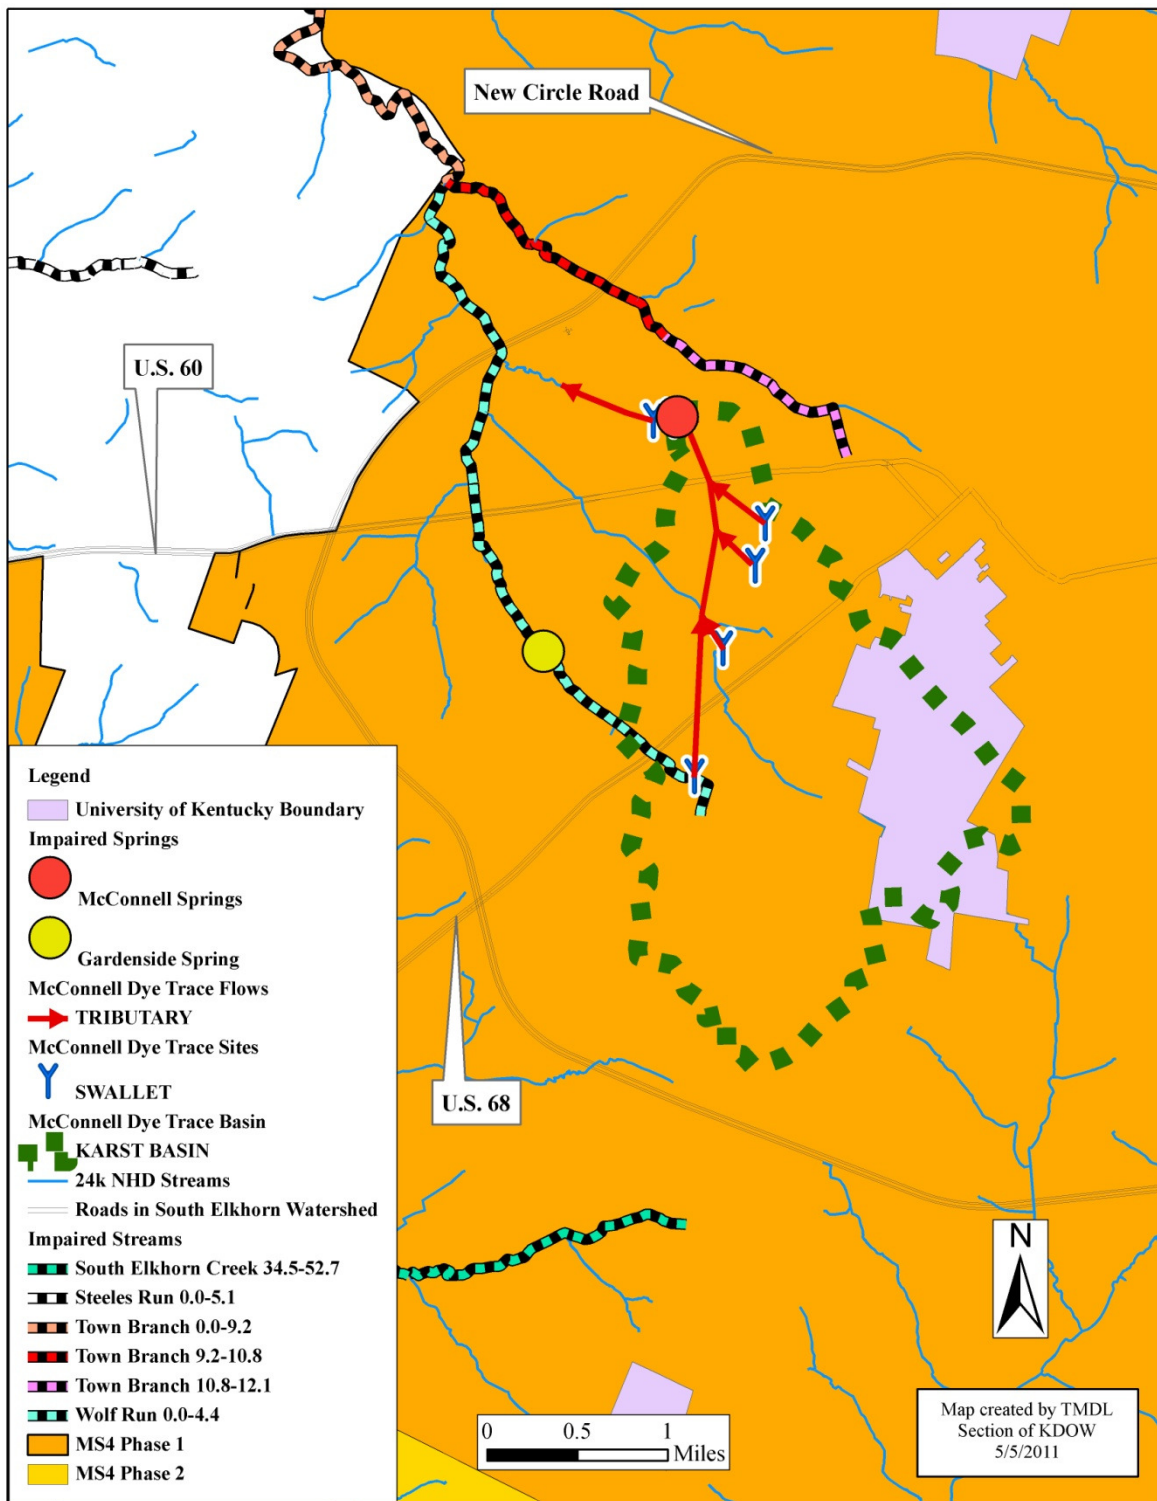 New Circle Road
U.S. 60
Legend
University of Kentucky Boundary
Impaired Springs
McConnell Springs
Gardenside Spring
McConnell Dye Trace Flows
TRIBUTARY
McConnell Dye Trace Sites
SWALLET
McConnell Dye Trace Basin
KARST BASIN
24k NHD Streams
Roads in South Elkhorn Watershed
Impaired Streams
South Elkhorn Creek 34.5-52.7
Steeles Run 0.0-5.1
Town Branch 0.0-9.2
Town Branch 9.2-10.8
Town Branch 10.8-12.1
Wolf Run 0.0-4.4
MS4 Phase 1
MS4 Phase 2
U.S. 68
N
0 0.5 1
Miles
Map created by TMDL
Section of KDOW
5/5/2011